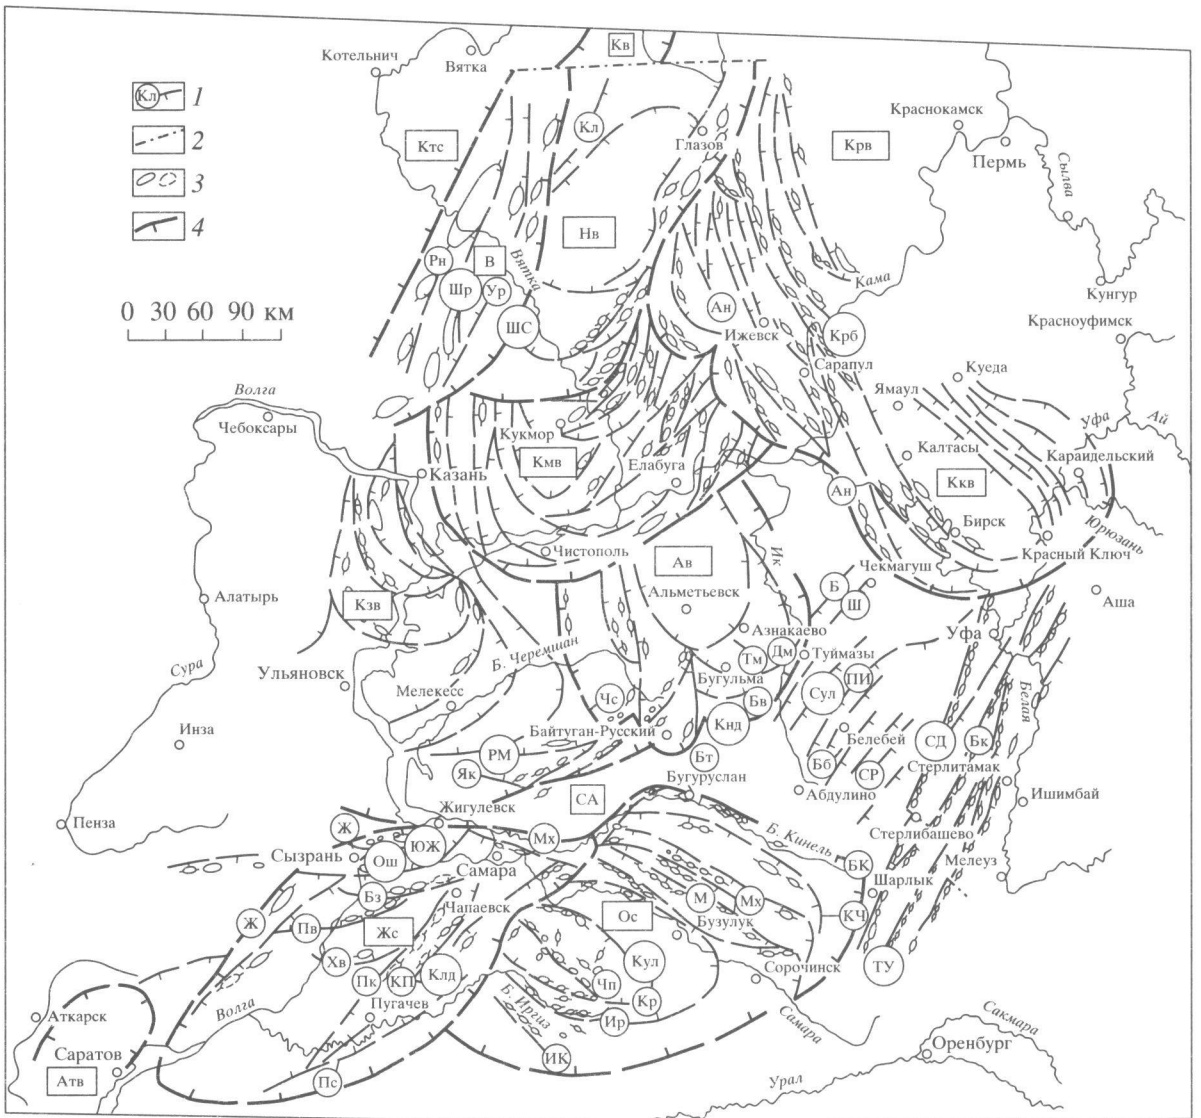 Котельнич
Вятка
Кв
Кл 1
2
3
4
0 30 60 90 км
Ктс
Кл
Глазов
Крв
Краснокамск
Пермь
Сылва
Нв
Рн
В
Вятка
Шр
Ур
ШС
Ан
Ижевск
Крб
Сарапул
Кама
Кунгур
Красноуфимск
Куеда
Ямаул
Уфа
Ай
Волга
Чебоксары
Казань
Кукмор
Кмв
Елабуга
Калтасы
Караидельский
Ккв
Ан
Бирск
Юрюзань
Красный Ключ
Чистополь
Ав
Ик
Чекмагуш
Аша
Алатырь
Кзв
Альметьевск
Б
Ш
Азнакаево
Уфа
Сура
Ульяновск
Б. Черемшан
Тм
Дм
Туймазы
Бугульма
ПИ
Сул
Белая
Мелекесс
Чс
Бв
Инза
Байтуган-Русский
Кнд
Белебей
СД
Бк
РМ
Бт
Бб
СР
Стерлитамак
Як
Бугуруслан
Абдулино
Ишимбай
СА
Пенза
Жигулевск
Ж
ЮЖ
Мх
Б. Кинель
Стерлибашево
Сызрань
Ош
Самара
БК
Мелеуз
Шарлык
Бз
Чапаевск
М
Мх
Ж
Пв
Жс
Ос
Бузулук
КЧ
Хв
Пк
КП
Клд
Кул
Сорочинск
ТУ
Чп
Волга
Пугачев
Б. Иргиз
Кр
Аткарск
Ир
Самара
Сакмара
Саратов
ИК
Оренбург
Атв
Пс
Урал